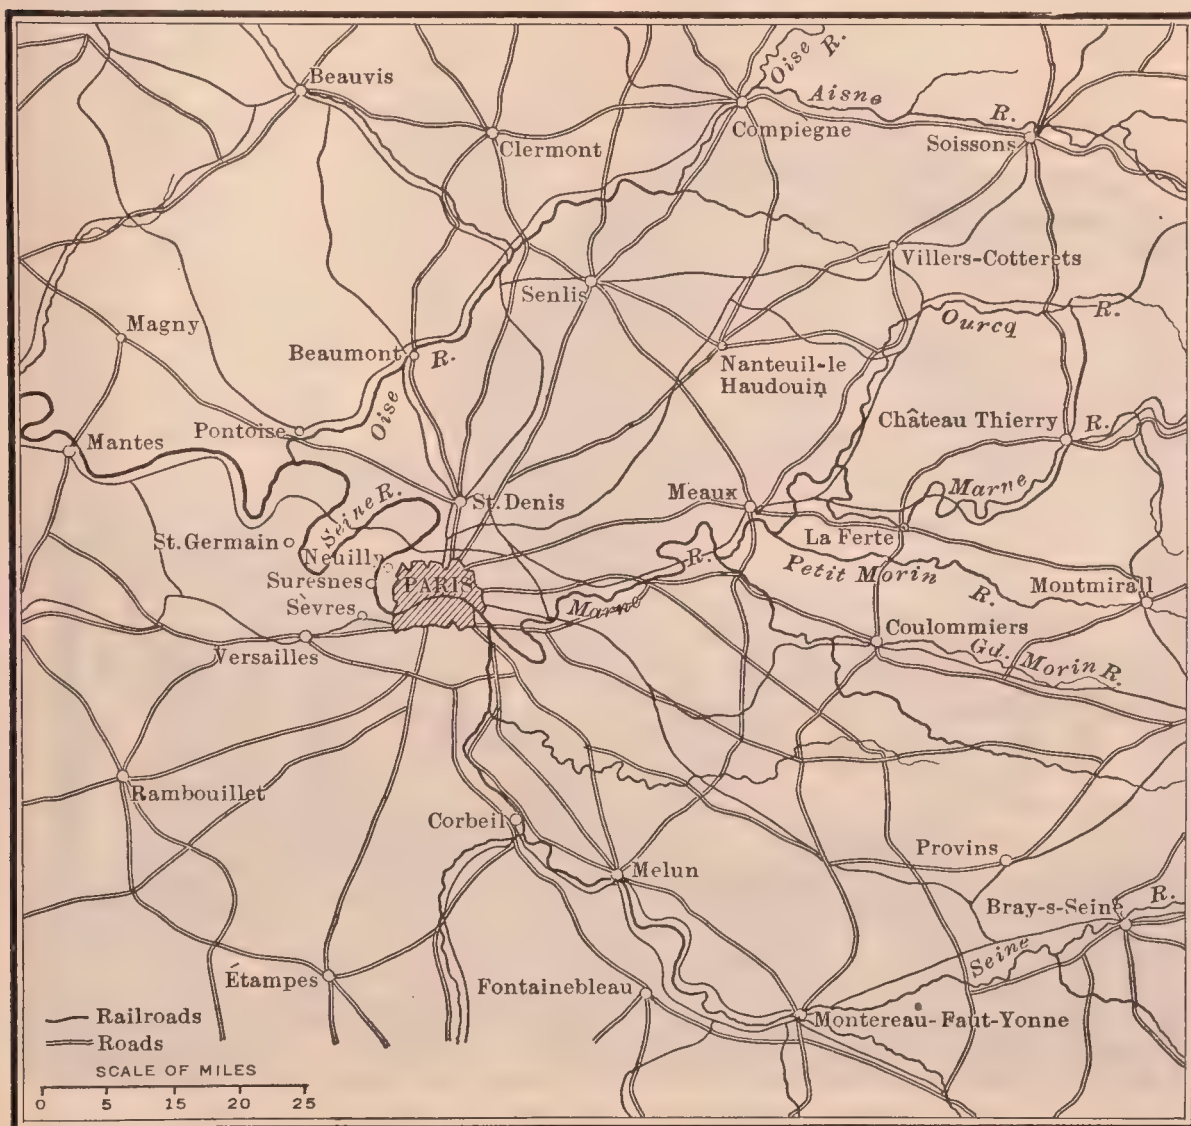 Oise R.
Beauvis
Aisne R.
Compiegne
Clermont
Soissons
Villers-Cotterets
Senlis
Ourcq R.
Magny
Beaumont
R.
Nanteuil-le
Haudouin
Oise
Château Thierry
R.
Pontoise
Mantes
Marne
Meaux
St. Denis
Seine R.
St. Germain
La Ferte
Neuilly
R.
Petit Morin R.
Suresnes
PARIS
Montmirall
Sèvres
Marne
Coulommiers
Versailles
Gd. Morin R.
Rambouillet
Corbeil
Provins
Melun
Bray-s-Seine
R.
Seine
Étampes
Fontainebleau
Montereau-Faut-Yonne
Railroads
Roads
SCALE OF MILES
0 5 15 20 25